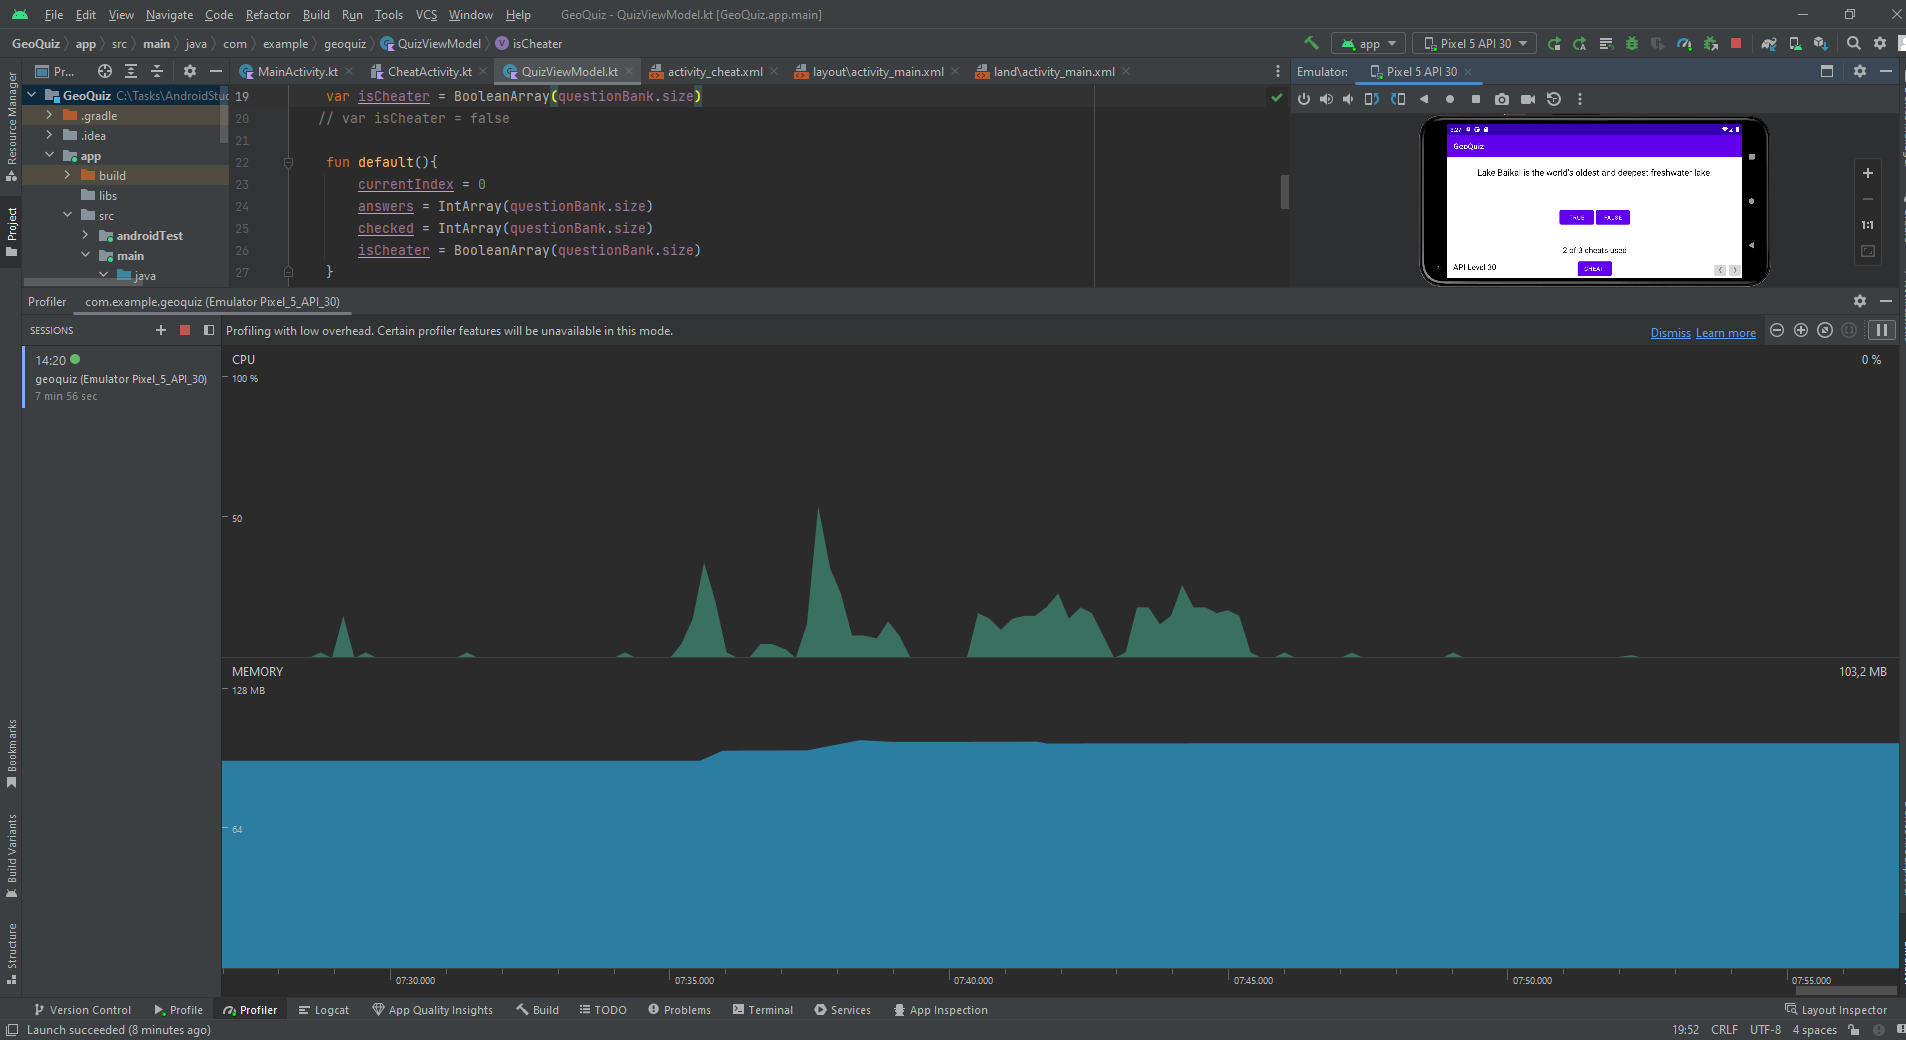 File Edit View Navigate Code Refactor Build Run Tools VCS Window Help GeoQuiz - QuizViewModel.kt [GeoQuiz.app.main]
GeoQuiz app src main java com example geoquiz QuizViewModel isCheater app Pixel 5 API 30
Pr... MainActivity.kt CheatActivity.kt QuizViewModel.kt activity_cheat.xml layout\activity_main.xml land\activity_main.xml Emulator: Pixel 5 API 30
Resource Manager
Project
GeoQuiz C:\Tasks\AndroidStuc
.gradle
.idea
app
build
libs
src
androidTest
main
java
19 var isCheater = BooleanArray(questionBank.size)
20 // var isCheater = false
21
22 fun default(){
23 currentIndex = 0
24 answers = IntArray(questionBank.size)
25 checked = IntArray(questionBank.size)
26 isCheater = BooleanArray(questionBank.size)
27 }
GeoQuiz
Lake Baikal is the world's oldest and deepest freshwater lake.
TRUE FALSE
2 of 3 cheats used
API Level 30 CHEAT
1:1
Profiler com.example.geoquiz (Emulator Pixel_5_API_30)
SESSIONS
Profiling with low overhead. Certain profiler features will be unavailable in this mode. Dismiss Learn more
14:20
geoquiz (Emulator Pixel_5_API_30)
7 min 56 sec
CPU 0 %
100 %
50
MEMORY 103,2 MB
128 MB
64
07:30.000 07:35.000 07:40.000 07:45.000 07:50.000 07:55.000
Bookmarks
Build Variants
Structure
Version Control Profile Profiler Logcat App Quality Insights Build TODO Problems Terminal Services App Inspection Layout Inspector
Launch succeeded (8 minutes ago) 19:52 CRLF UTF-8 4 spaces